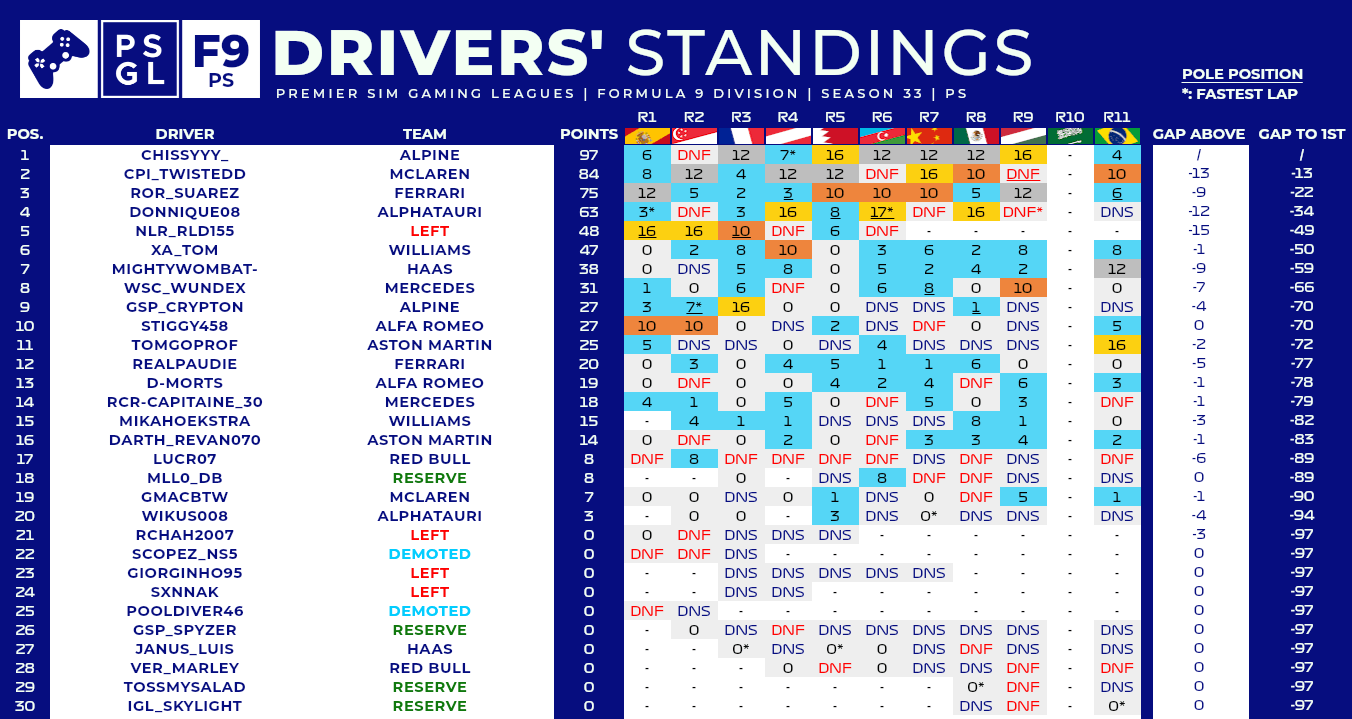 PS GL F9 PS DRIVERS' STANDINGS
PREMIER SIM GAMING LEAGUES | FORMULA 9 DIVISION | SEASON 33 | PS
POLE POSITION
*: FASTEST LAP
R1 R2 R3 R4 R5 R6 R7 R8 R9 R10 R11
POS. DRIVER TEAM POINTS GAP ABOVE GAP TO 1ST
1 CHISSYYY_ ALPINE 97 6 DNF 12 7* 16 12 12 12 16 - 4 / /
2 CPI_TWISTEDD MCLAREN 84 8 12 4 12 12 DNF 16 10 DNF - 10 -13 -13
3 ROR_SUAREZ FERRARI 75 12 5 2 3 10 10 10 5 12 - 6 -9 -22
4 DONNIQUE08 ALPHATAURI 63 3* DNF 3 16 8 17* DNF 16 DNF* - DNS -12 -34
5 NLR_RLD155 LEFT 48 16 16 10 DNF 6 DNF - - - - - -15 -49
6 XA_TOM WILLIAMS 47 0 2 8 10 0 3 6 2 8 - 8 -1 -50
7 MIGHTYWOMBAT- HAAS 38 0 DNS 5 8 0 5 2 4 2 - 12 -9 -59
8 WSC_WUNDEX MERCEDES 31 1 0 6 DNF 0 6 8 0 10 - 0 -7 -66
9 GSP_CRYPTON ALPINE 27 3 7* 16 0 0 DNS DNS 1 DNS - DNS -4 -70
10 STIGGY458 ALFA ROMEO 27 10 10 0 DNS 2 DNS DNF 0 DNS - 5 0 -70
11 TOMGOPROF ASTON MARTIN 25 5 DNS DNS 0 DNS 4 DNS DNS DNS - 16 -2 -72
12 REALPAUDIE FERRARI 20 0 3 0 4 5 1 1 6 0 - 0 -5 -77
13 D-MORTS ALFA ROMEO 19 0 DNF 0 0 4 2 4 DNF 6 - 3 -1 -78
14 RCR-CAPITAINE_30 MERCEDES 18 4 1 0 5 0 DNF 5 0 3 - DNF -1 -79
15 MIKAHOEKSTRA WILLIAMS 15 - 4 1 1 DNS DNS DNS 8 1 - 0 -3 -82
16 DARTH_REVAN070 ASTON MARTIN 14 0 DNF 0 2 0 DNF 3 3 4 - 2 -1 -83
17 LUCR07 RED BULL 8 DNF 8 DNF DNF DNF DNF DNS DNF DNS - DNF -6 -89
18 MLL0_DB RESERVE 8 - - 0 - DNS 8 DNF DNF DNS - DNS 0 -89
19 GMACBTW MCLAREN 7 0 0 DNS 0 1 DNS 0 DNF 5 - 1 -1 -90
20 WIKUS008 ALPHATAURI 3 - 0 0 - 3 DNS 0* DNS DNS - DNS -4 -94
21 RCHAH2007 LEFT 0 0 DNF DNS DNS DNS - - - - - - -3 -97
22 SCOPEZ_NS5 DEMOTED 0 DNF DNF DNS - - - - - - - - 0 -97
23 GIORGINHO95 LEFT 0 - - DNS DNS DNS DNS DNS - - - - 0 -97
24 SXNNAK LEFT 0 - - DNS DNS - - - - - - - 0 -97
25 POOLDIVER46 DEMOTED 0 DNF DNS - - - - - - - - - 0 -97
26 GSP_SPYZER RESERVE 0 - 0 DNS DNF DNS DNS DNS DNS DNS - DNS 0 -97
27 JANUS_LUIS HAAS 0 - - 0* DNS 0* 0 DNS DNF DNS - DNS 0 -97
28 VER_MARLEY RED BULL 0 - - - 0 DNF 0 DNS DNS DNF - DNF 0 -97
29 TOSSMYSALAD RESERVE 0 - - - - - - - 0* DNF - DNS 0 -97
30 IGL_SKYLIGHT RESERVE 0 - - - - - - - DNS DNF - 0* 0 -97